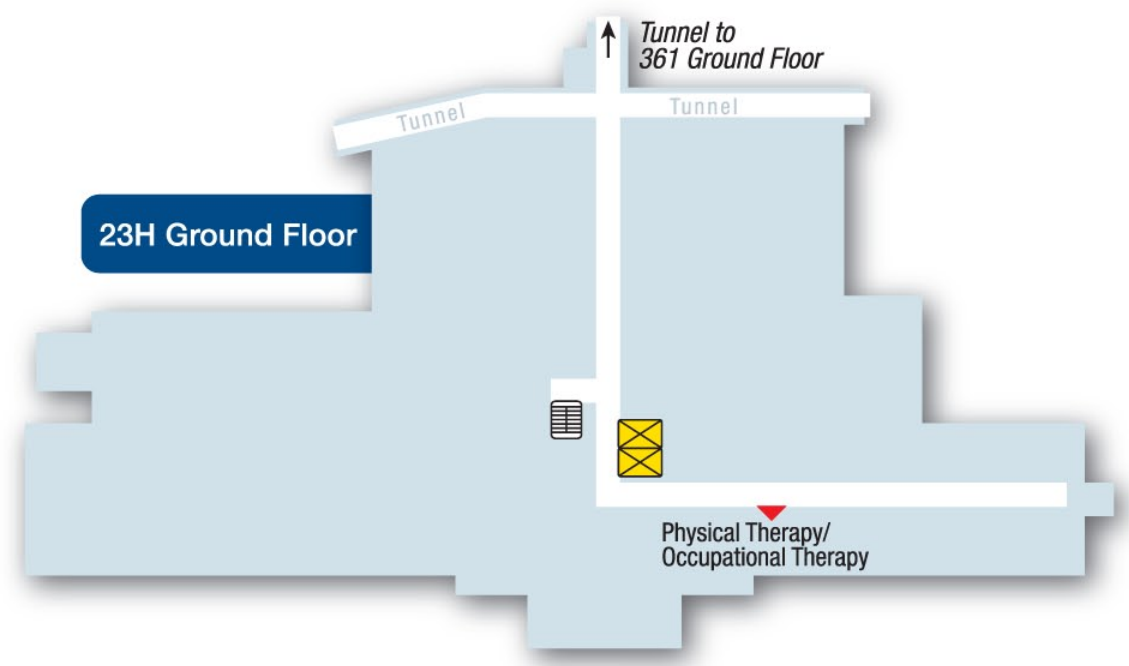 Tunnel to
361 Ground Floor
Tunnel
Tunnel
23H Ground Floor
Physical Therapy/
Occupational Therapy